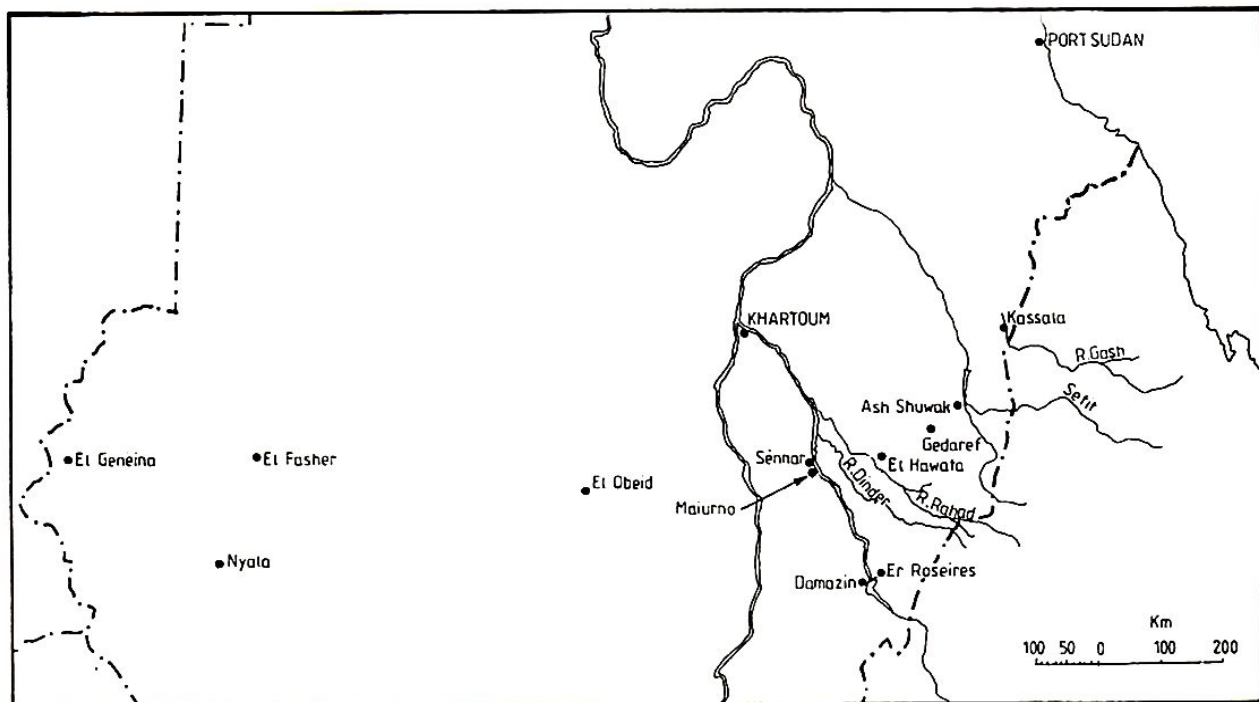 PORT SUDAN
KHARTOUM
Kassala
R.Gash
Setit
Ash Shuwak
Gedaref
El Geneina
El Fasher
Sennar
El Hawata
El Obeid
R.Dinder
R.Rahad
Maiurno
Nyala
Er Roseires
Damazin
Km
100 50 0 100 200